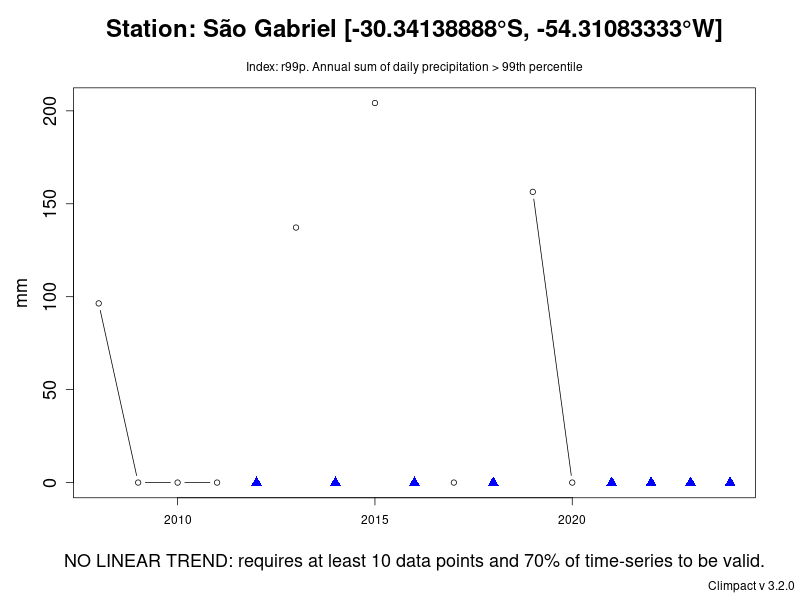 Station: São Gabriel [-30.34138888°S, -54.31083333°W]
Index: r99p. Annual sum of daily precipitation > 99th percentile
200
150
100
50
0
mm
2010 2015 2020
NO LINEAR TREND: requires at least 10 data points and 70% of time-series to be valid.
Climpact v 3.2.0